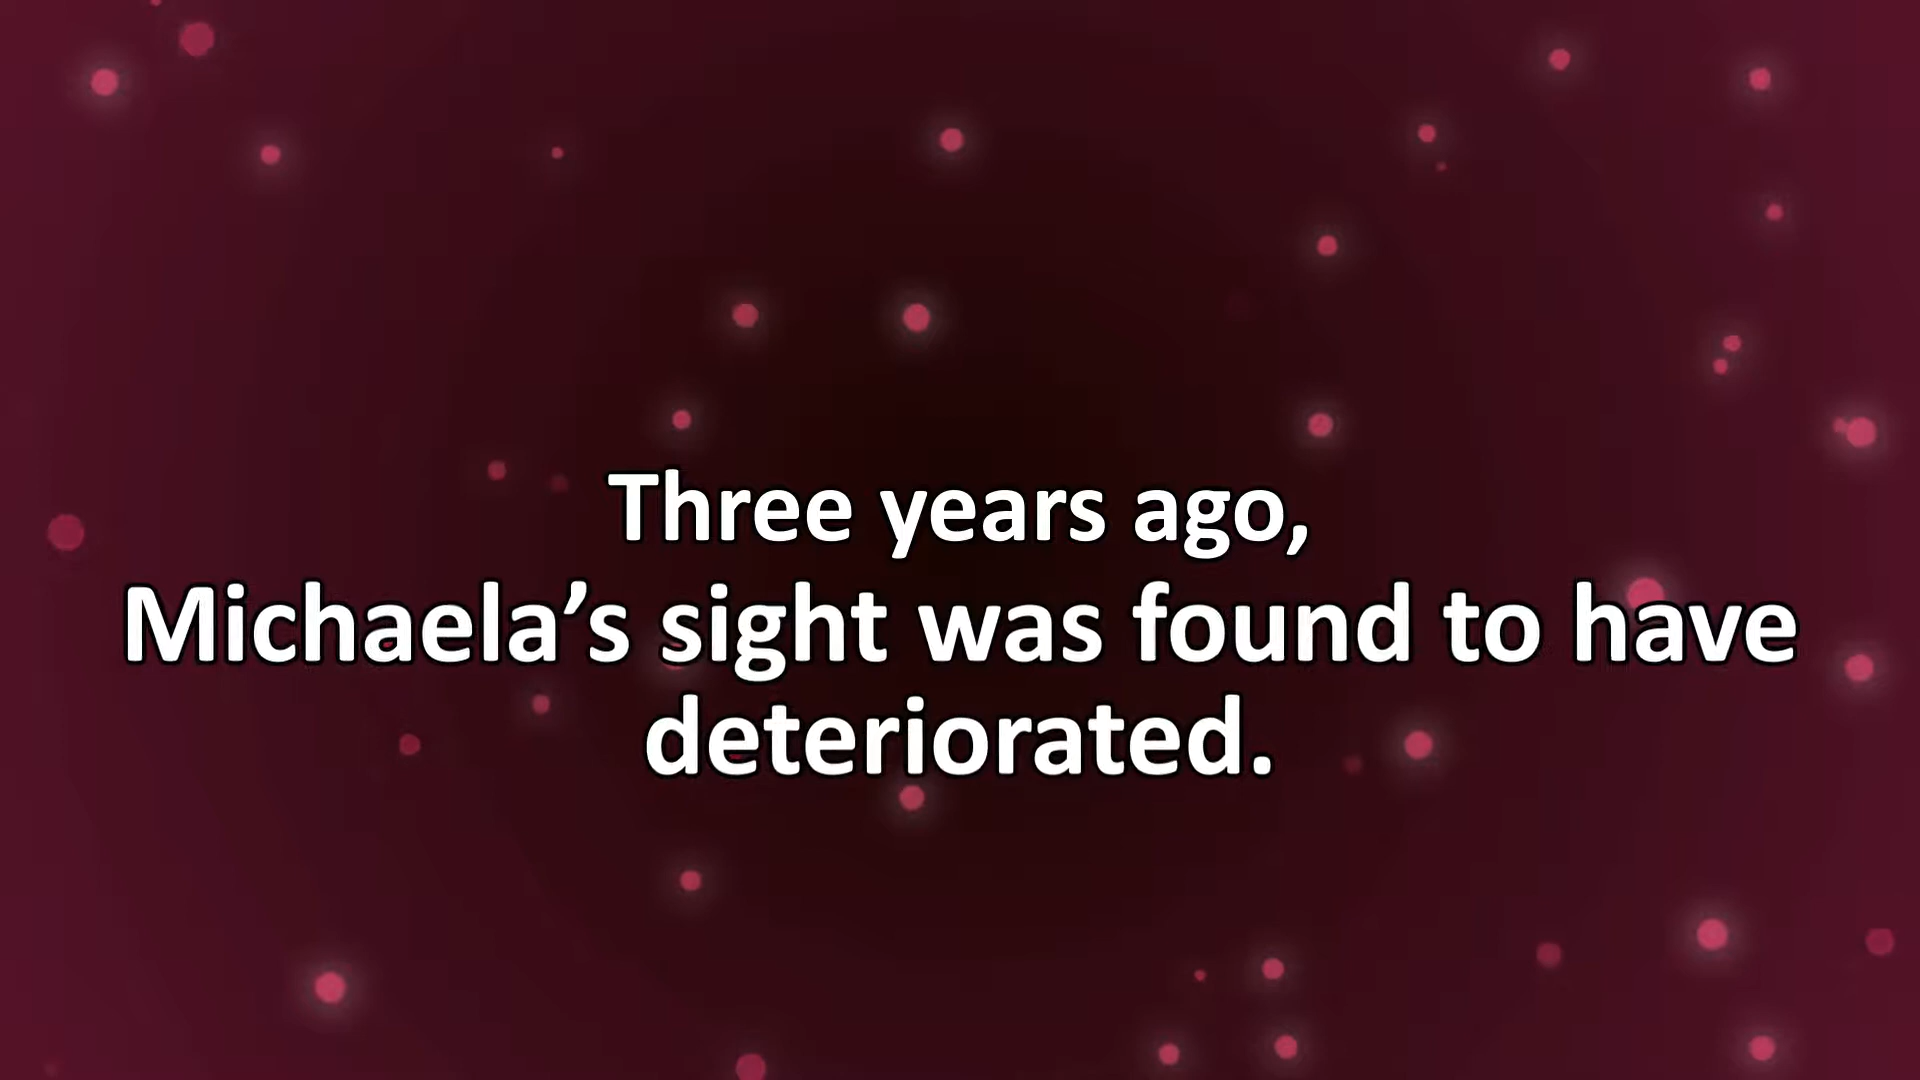 Three years ago,
Michaela’s sight was found to have
deteriorated.